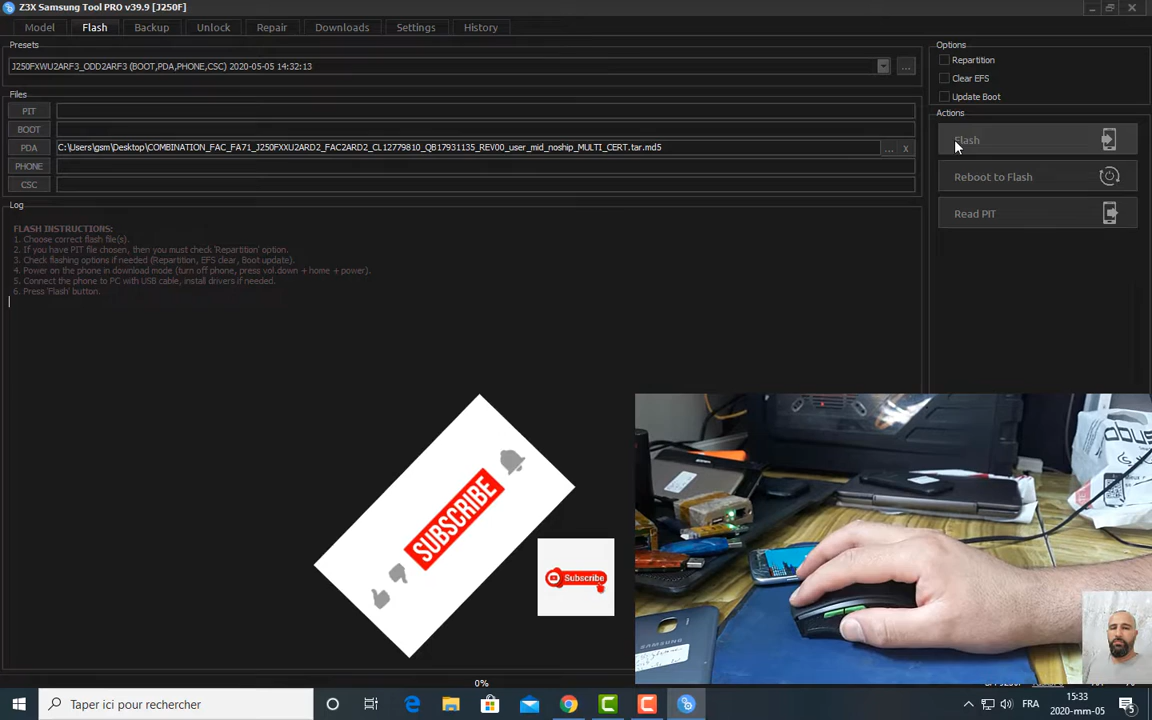 Z3X Samsung Tool PRO v39.9 [J250F]
Model Flash Backup Unlock Repair Downloads Settings History
Presets
J250FXWU2ARF3_ODD2ARF3 (BOOT,PDA,PHONE,CSC) 2020-05-05 14:32:13
...
Files
PIT
BOOT
PDA C:\Users\gsm\Desktop\COMBINATION_FAC_FA71_J250FXXU2ARD2_FAC2ARD2_CL12779810_QB17931135_REV00_user_mid_noship_MULTI_CERT.tar.md5 ... x
PHONE
CSC
Options
Repartition
Clear EFS
Update Boot
Actions
Flash
Reboot to Flash
Read PIT
Log
FLASH INSTRUCTIONS:
1. Choose correct flash file(s).
2. If you have PIT file chosen, then you must check 'Repartition' option.
3. Check flashing options if needed (Repartition, EFS clear, Boot update).
4. Power on the phone in download mode (turn off phone, press vol.down + home + power).
5. Connect the phone to PC with USB cable, install drivers if needed.
6. Press 'Flash' button.
SUBSCRIBE
Subscribe
0%
Taper ici pour rechercher
FRA
15:33
2020-mm-05
5